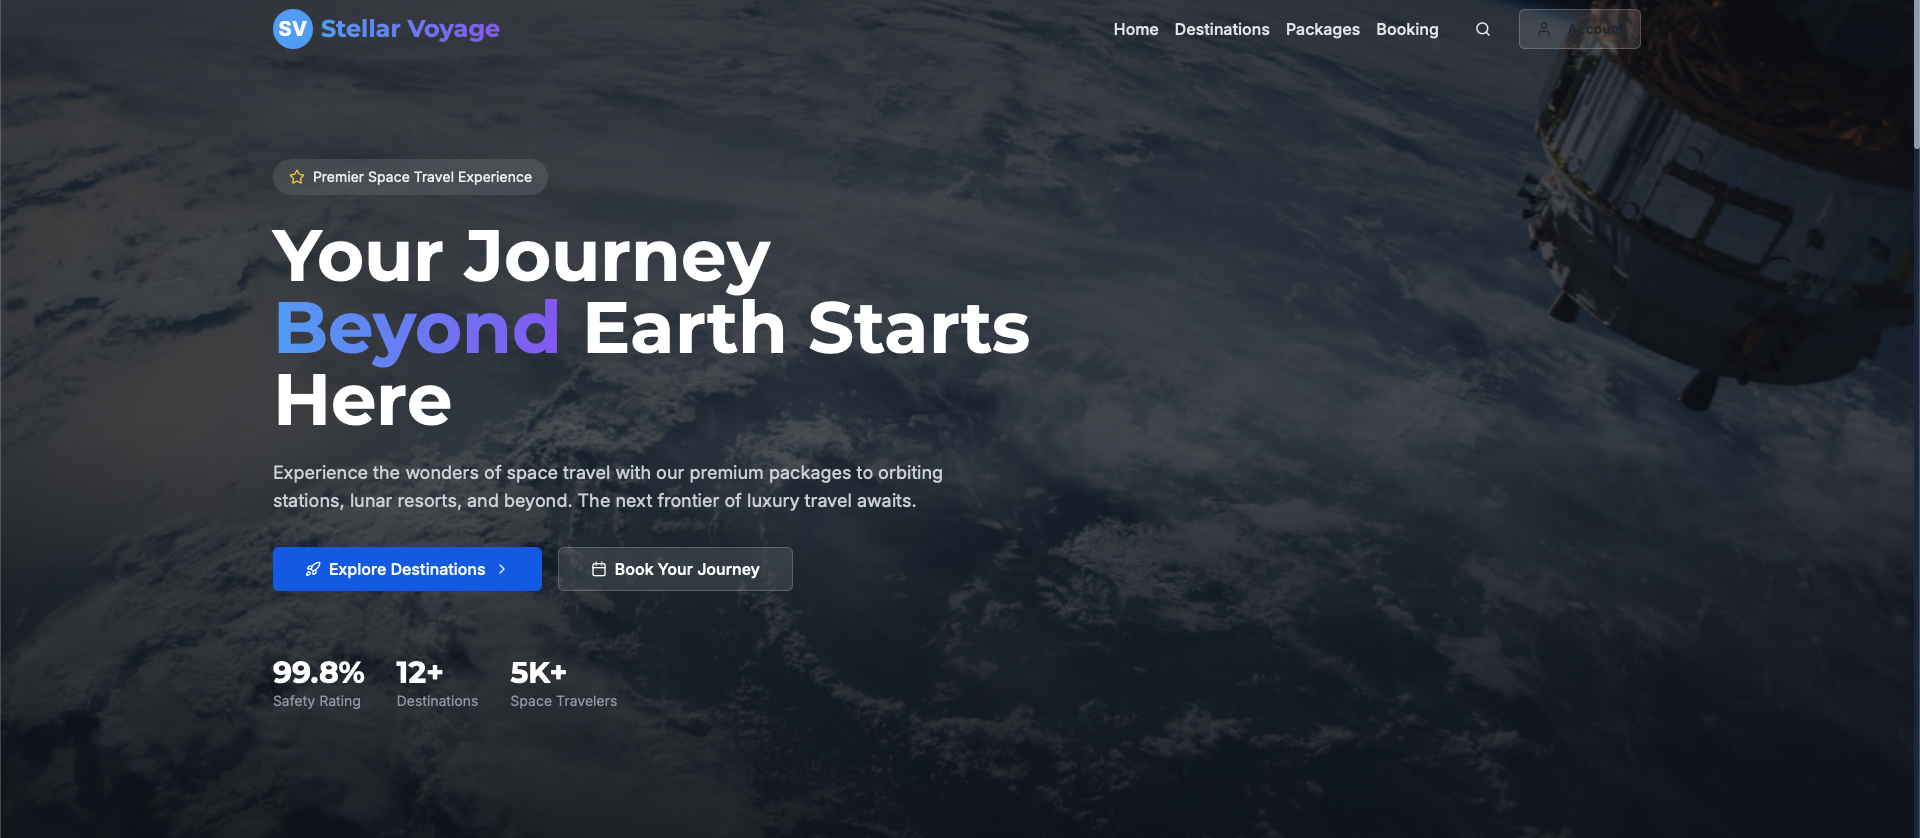 SV Stellar Voyage
Home Destinations Packages Booking Account
Premier Space Travel Experience
Your Journey
Beyond Earth Starts
Here
Experience the wonders of space travel with our premium packages to orbiting
stations, lunar resorts, and beyond. The next frontier of luxury travel awaits.
Explore Destinations Book Your Journey
99.8% 12+ 5K+
Safety Rating Destinations Space Travelers